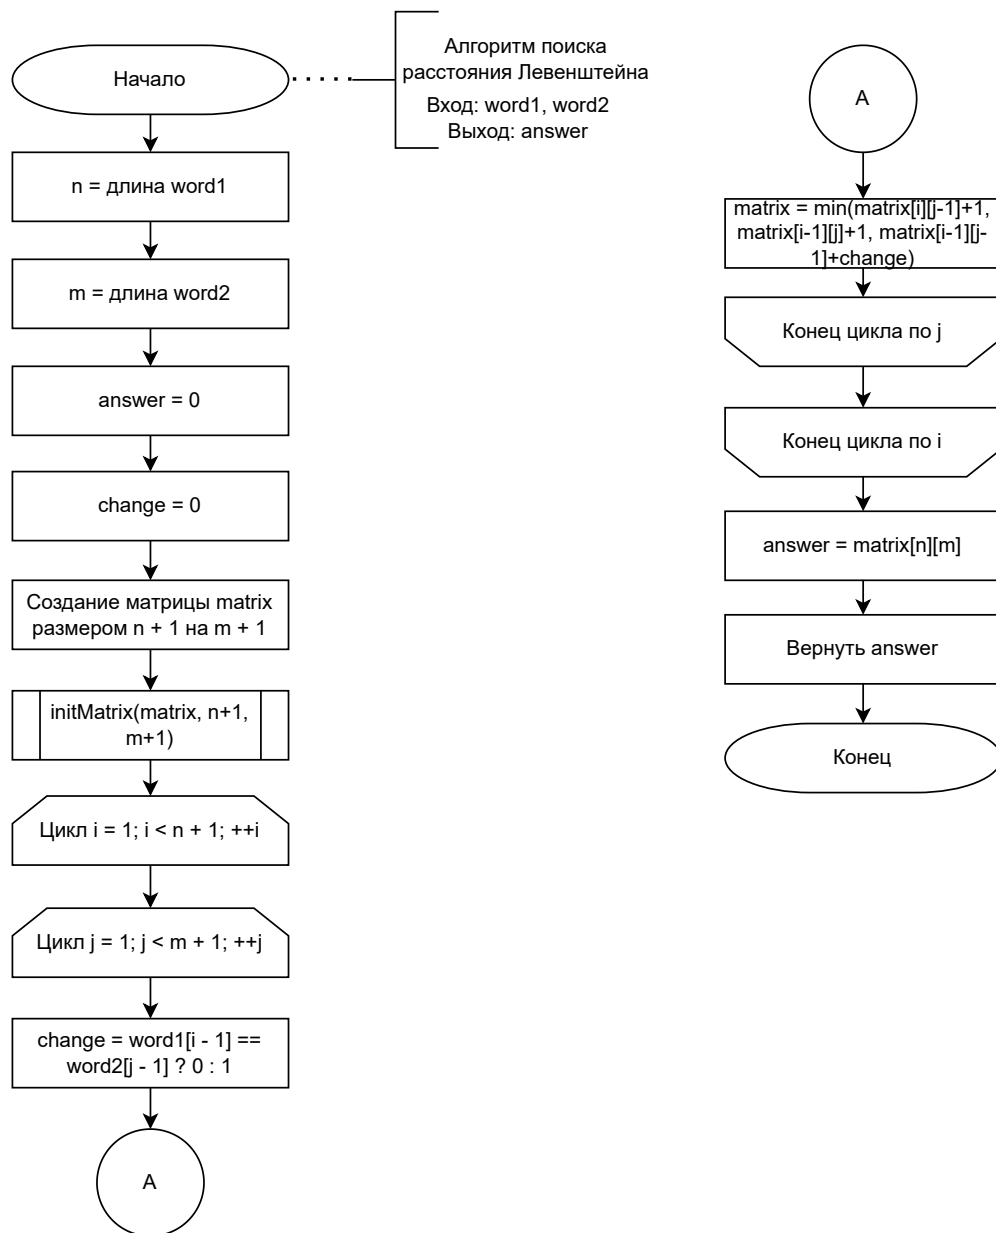 Начало
Алгоритм поиска
расстояния Левенштейна
Вход: word1, word2
Выход: answer
n = длина word1
m = длина word2
answer = 0
change = 0
Создание матрицы matrix
размером n + 1 на m + 1
initMatrix(matrix, n+1,
m+1)
Цикл i = 1; i < n + 1; ++i
Цикл j = 1; j < m + 1; ++j
change = word1[i - 1] ==
word2[j - 1] ? 0 : 1
A
A
matrix = min(matrix[i][j-1]+1,
matrix[i-1][j]+1, matrix[i-1][j-
1]+change)
Конец цикла по j
Конец цикла по i
answer = matrix[n][m]
Вернуть answer
Конец